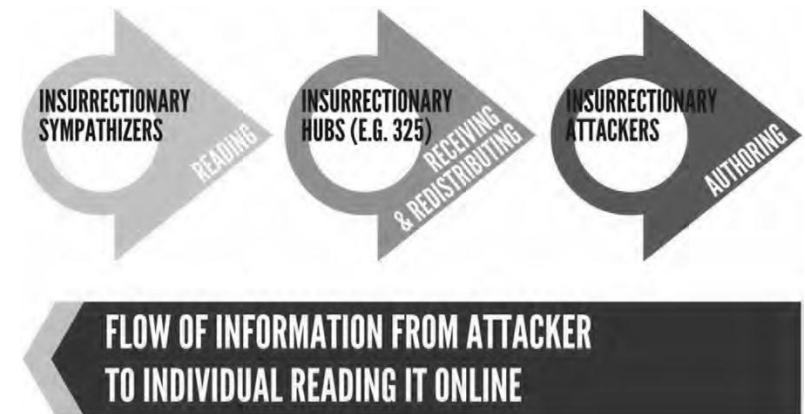 INSURRECTIONARY
SYMPATHIZERS
READING
INSURRECTIONARY
HUBS (E.G. 325)
RECEIVING
& REDISTRIBUTING
INSURRECTIONARY
ATTACKERS
AUTHORING
FLOW OF INFORMATION FROM ATTACKER
TO INDIVIDUAL READING IT ONLINE